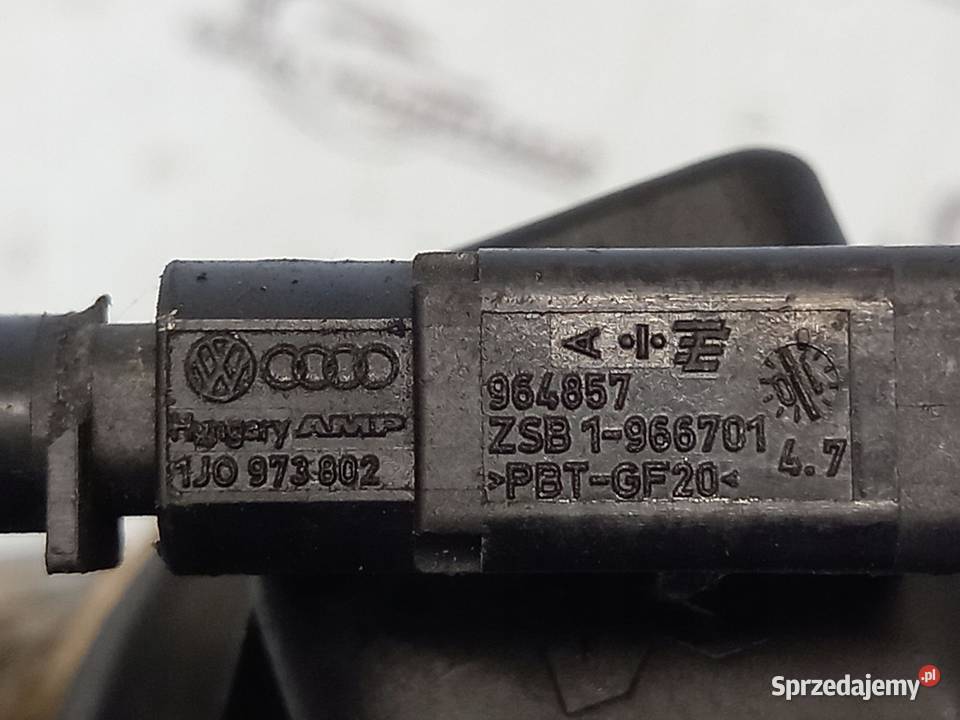 Hungary AMP
1J0 973 802
A
964857
ZSB 1-966701
>PBT-GF20<
4.7
Sprzedajemy.pl